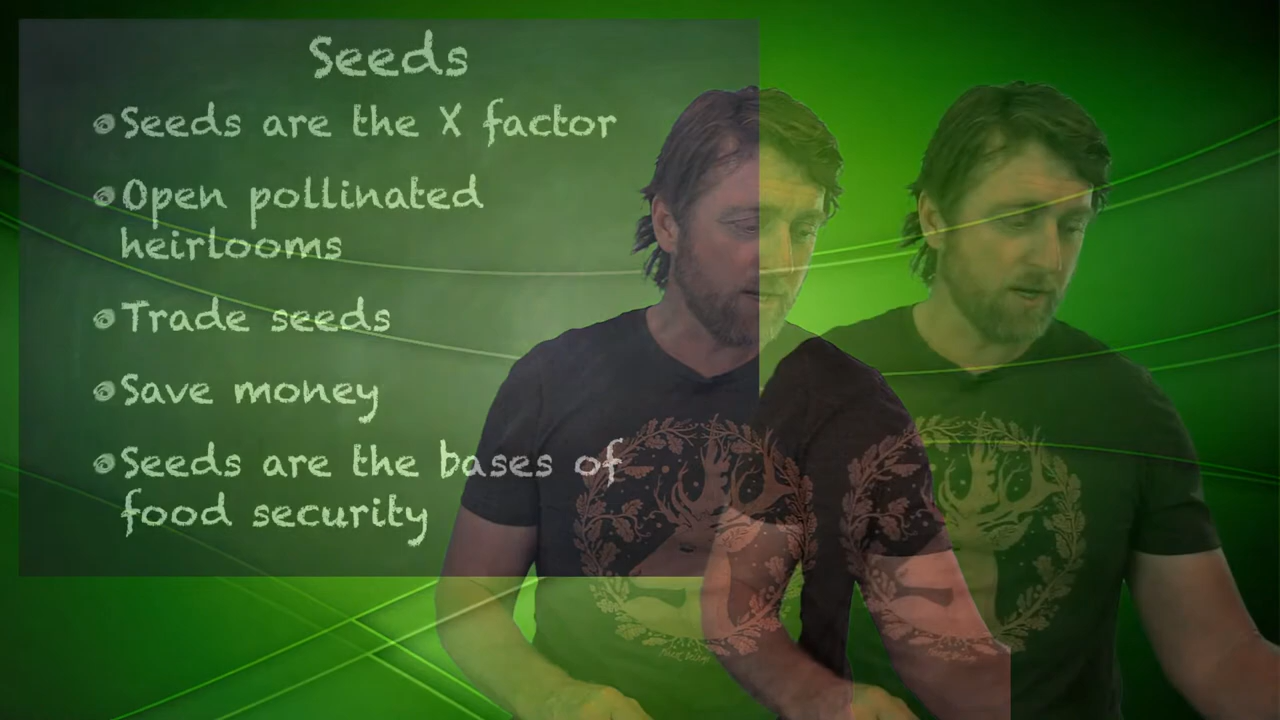 Seeds
Seeds are the X factor
Open pollinated
heirlooms
Trade seeds
Save money
Seeds are the bases of
food security